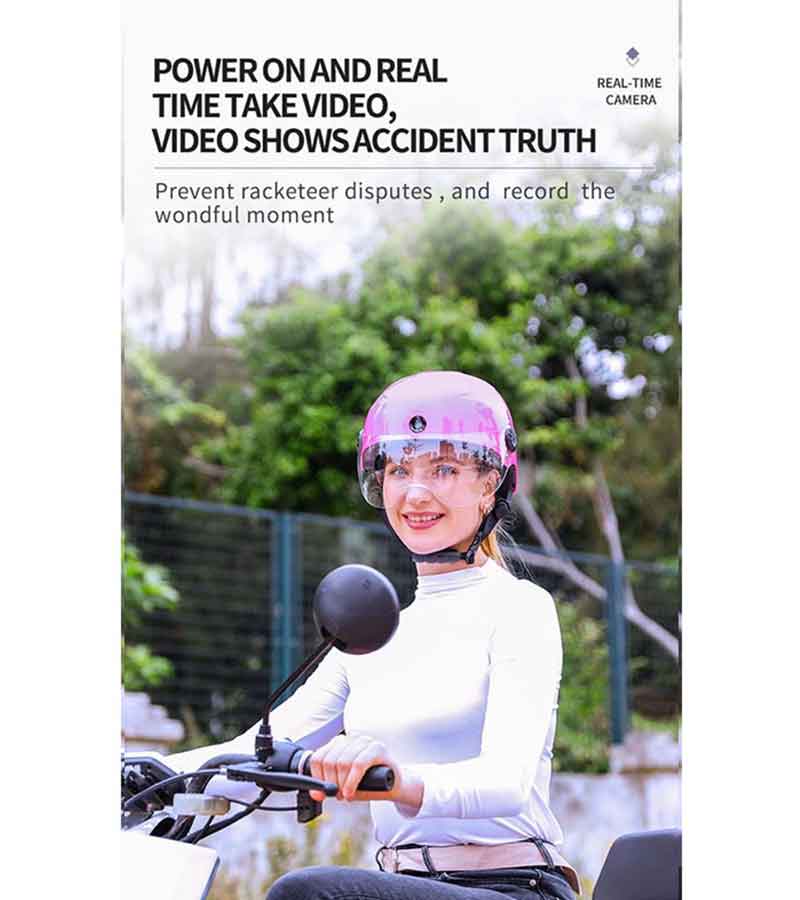 POWER ON AND REAL
TIME TAKE VIDEO,
VIDEO SHOWS ACCIDENT TRUTH
REAL-TIME
CAMERA
Prevent racketeer disputes , and record the
wondful moment